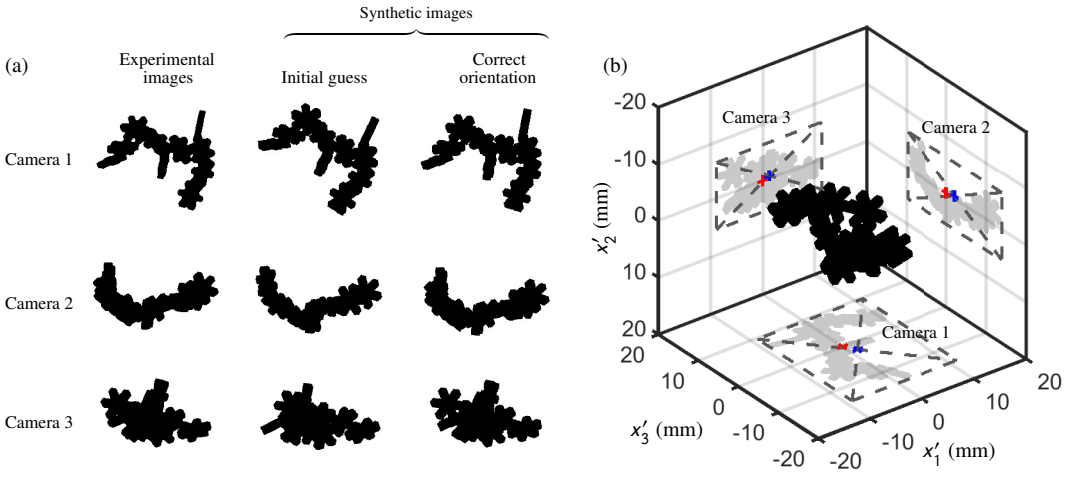 Synthetic images
(a)
Experimental
images
Initial guess
Correct
orientation
Camera 1
Camera 2
Camera 3
(b)
-20
-10
0
10
20
x′2 (mm)
Camera 3
Camera 2
Camera 1
20
10
0
-10
-20
x′3 (mm)
-20
-10
0
10
20
x′1 (mm)